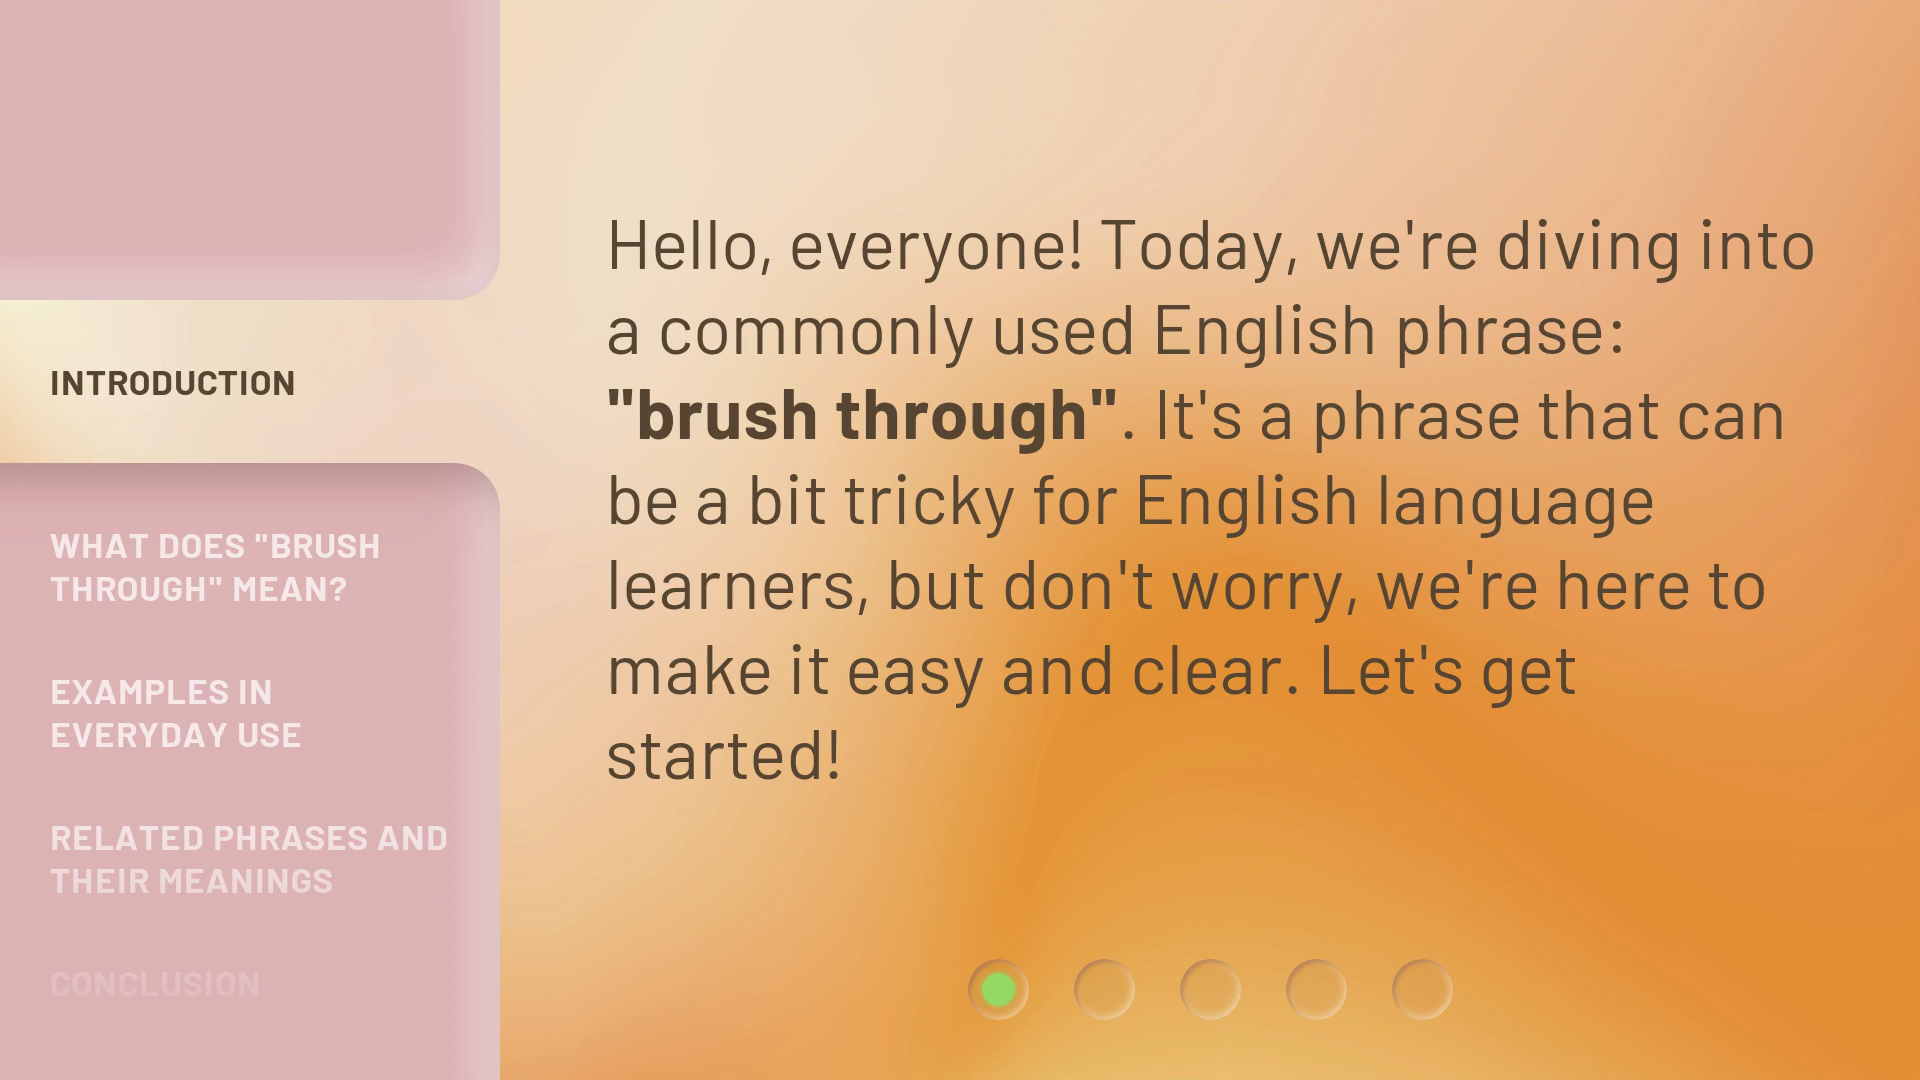 INTRODUCTION
WHAT DOES "BRUSH
THROUGH" MEAN?
EXAMPLES IN
EVERYDAY USE
RELATED PHRASES AND
THEIR MEANINGS
CONCLUSION
Hello, everyone! Today, we're diving into
a commonly used English phrase:
"brush through". It's a phrase that can
be a bit tricky for English language
learners, but don't worry, we're here to
make it easy and clear. Let's get
started!